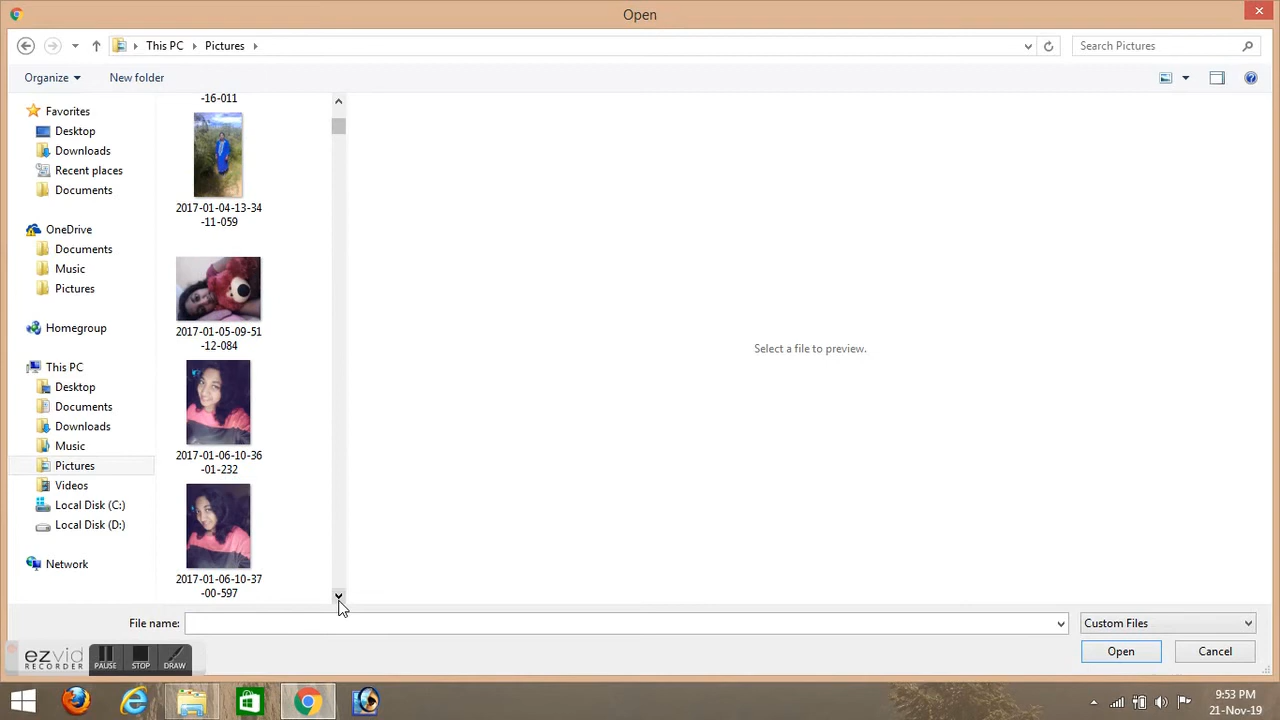 Open
This PC
Pictures
Search Pictures
Organize
New folder
Favorites
Desktop
Downloads
Recent places
Documents
OneDrive
Documents
Music
Pictures
Homegroup
This PC
Desktop
Documents
Downloads
Music
Pictures
Videos
Local Disk (C:)
Local Disk (D:)
Network
-16-011
2017-01-04-13-34
-11-059
2017-01-05-09-51
-12-084
2017-01-06-10-36
-01-232
2017-01-06-10-37
-00-597
Select a file to preview.
File name:
Custom Files
Open
Cancel
ezvid
RECORDER
PAUSE
STOP
DRAW
9:53 PM
21-Nov-19